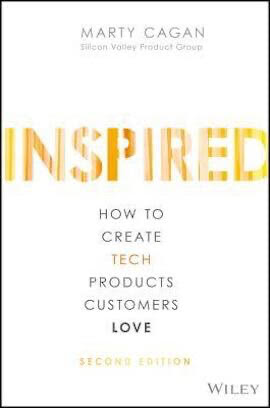 MARTY CAGAN
Silicon Valley Product Group
INSPIRED
HOW TO
CREATE
TECH
PRODUCTS
CUSTOMERS
LOVE
SECOND EDITION
WILEY